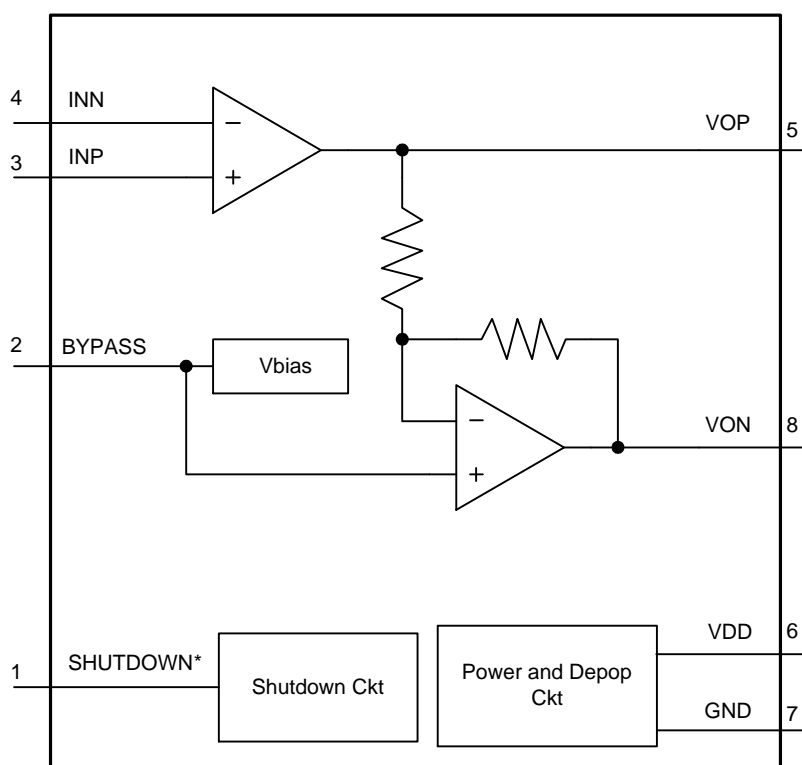 4 INN
−
VOP 5
3 INP
+
2 BYPASS
Vbias
−
VON 8
+
VDD 6
1 SHUTDOWN*
Shutdown Ckt
Power and Depop
Ckt
GND 7